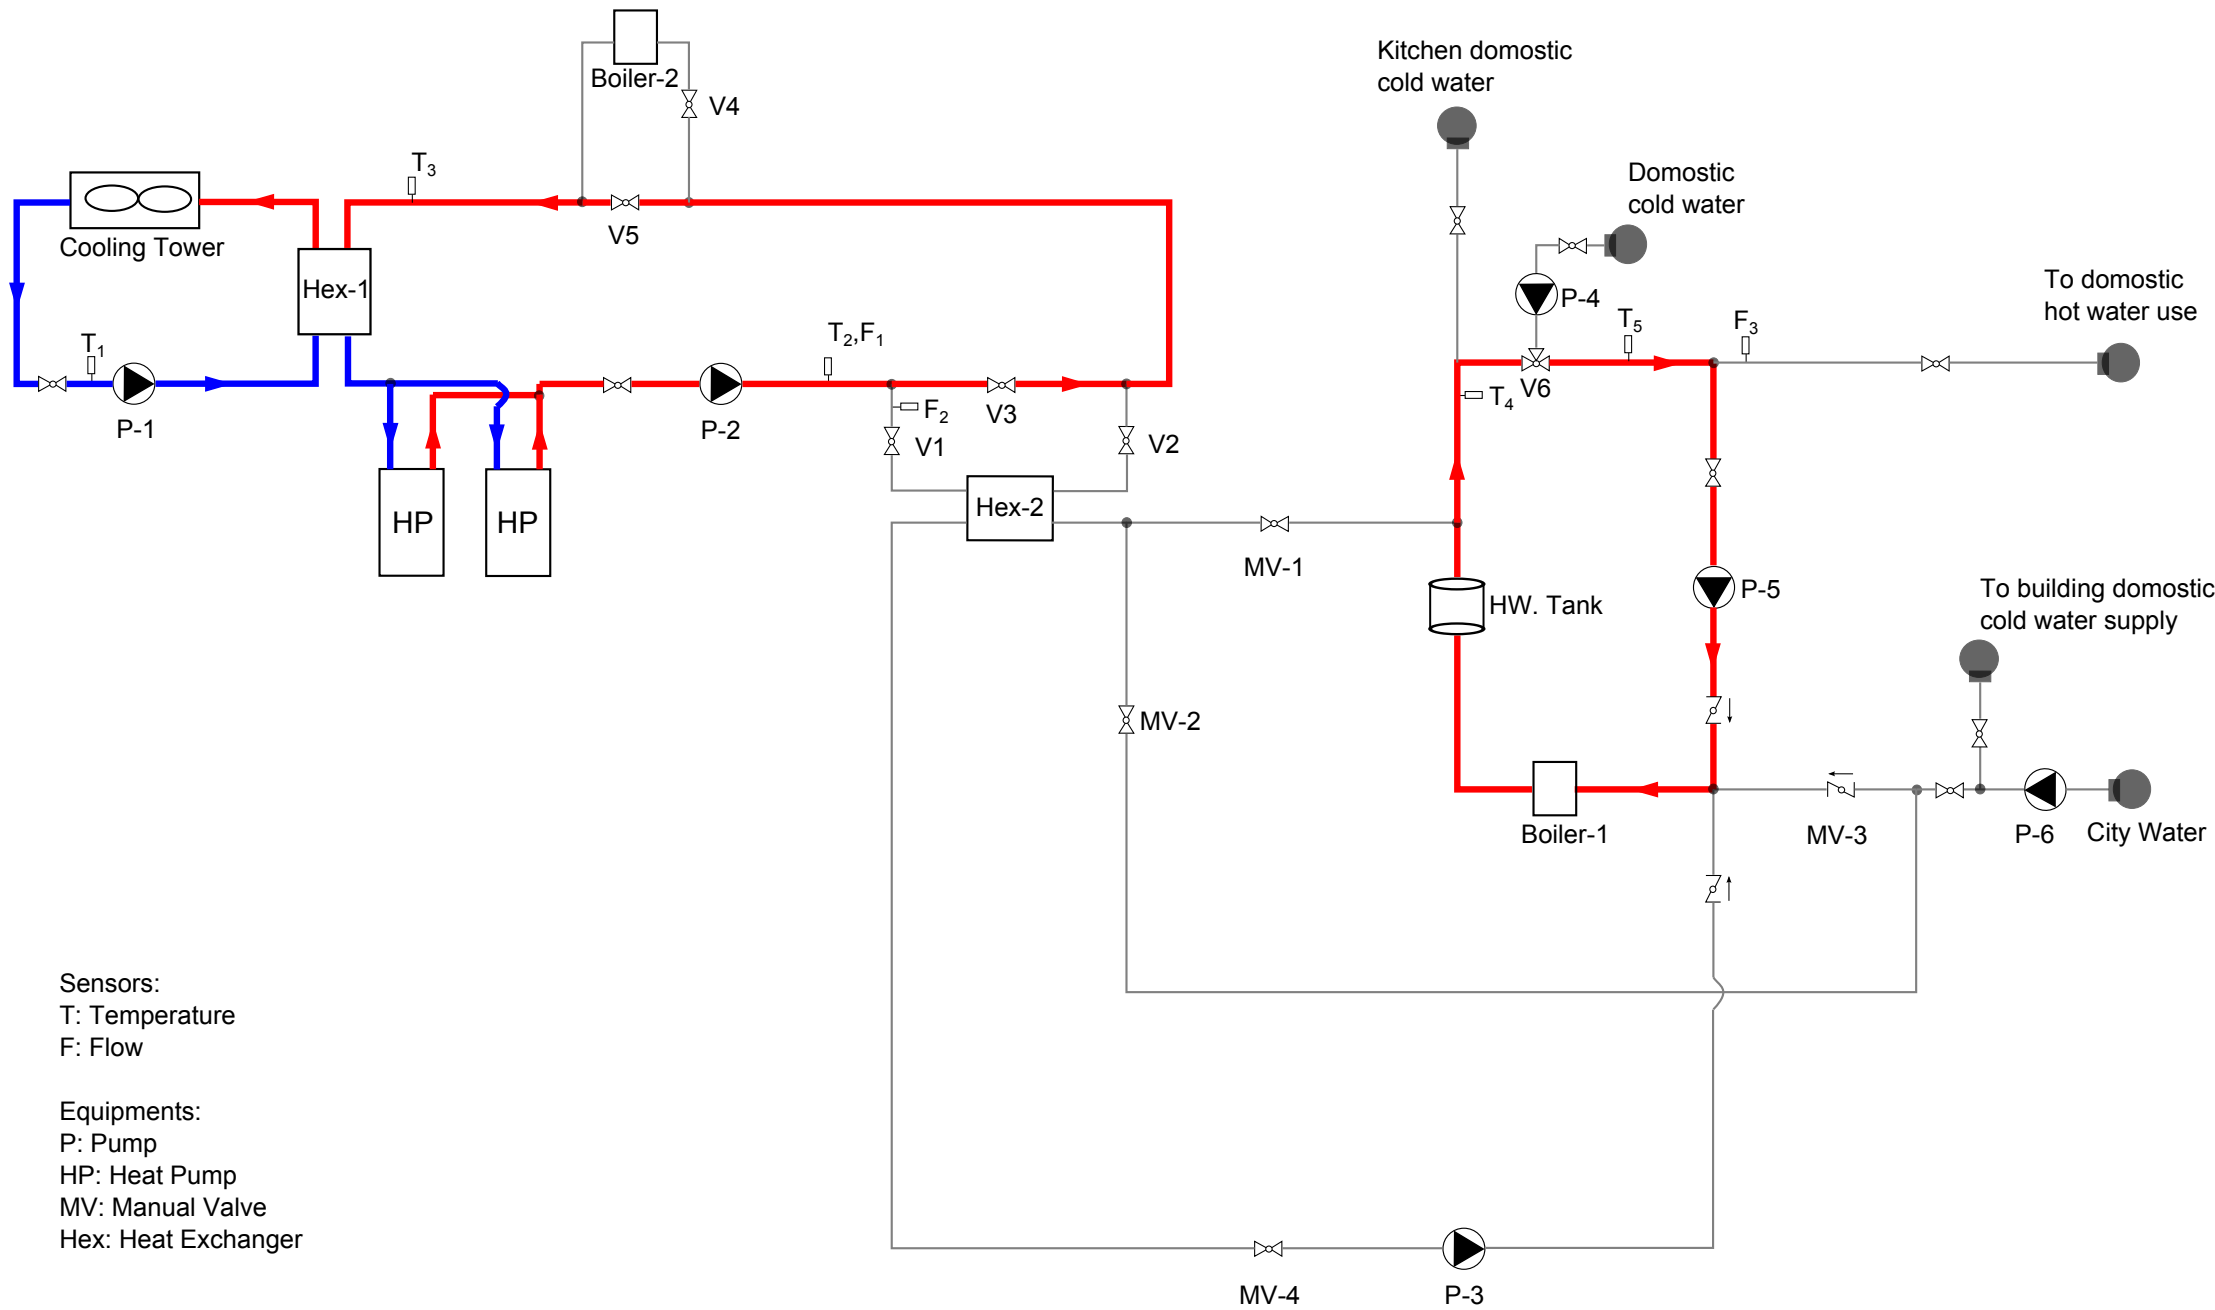 Boiler-2
V4
Kitchen domostic
cold water
T3
Domostic
cold water
Cooling Tower
V5
Hex-1
P-4
To domostic
hot water use
T1
T2,F1
T5
F3
P-1
P-2
F2
V3
V1
V2
V6
T4
HP
HP
Hex-2
MV-1
HW. Tank
P-5
To building domostic
cold water supply
MV-2
Boiler-1
MV-3
P-6
City Water
Sensors:
T: Temperature
F: Flow
Equipments:
P: Pump
HP: Heat Pump
MV: Manual Valve
Hex: Heat Exchanger
MV-4
P-3